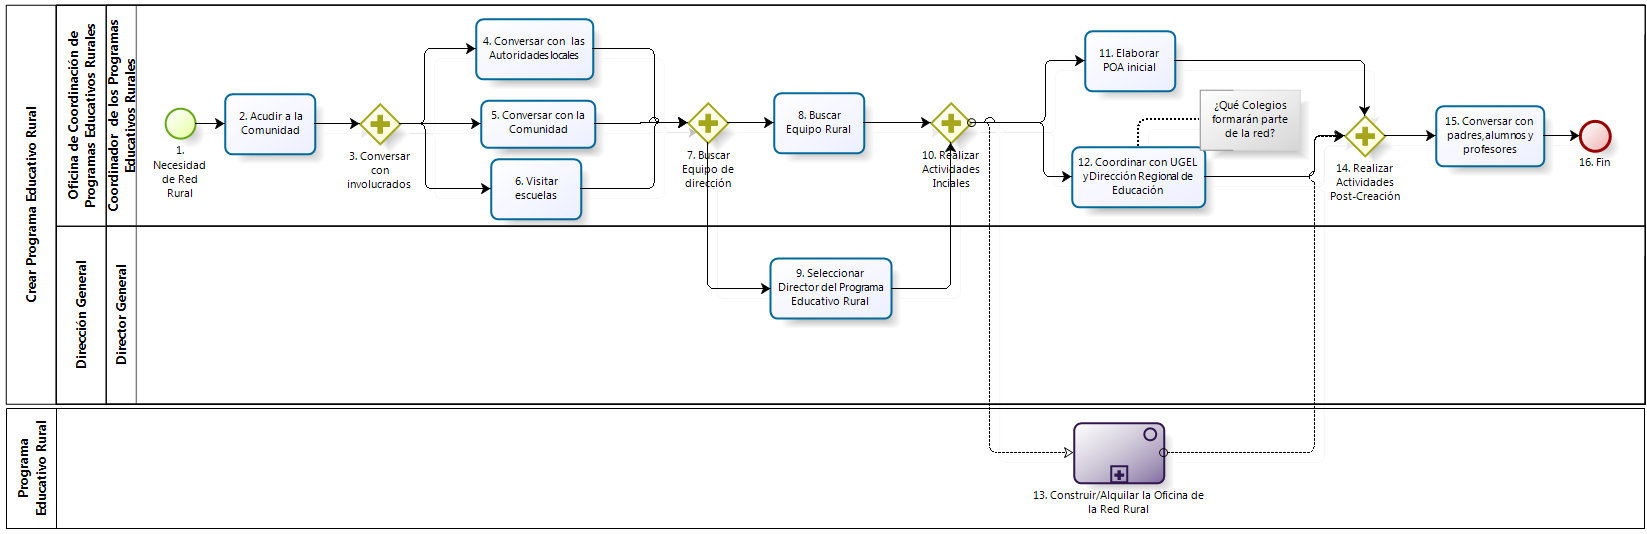 Crear Programa Educativo Rural
Oficina de Coordinación de
Programas Educativos Rurales
Coordinador de los Programas
Educativos Rurales
1.
Necesidad
de Red
Rural
2. Acudir a la
Comunidad
3. Conversar
con
involucrados
4. Conversar con las
Autoridades locales
5. Conversar con la
Comunidad
6. Visitar
escuelas
7. Buscar
Equipo de
dirección
8. Buscar
Equipo Rural
10. Realizar
Actividades
Inciales
11. Elaborar
POA inicial
¿Qué Colegios
formarán parte
de la red?
12. Coordinar con UGEL
y Dirección Regional de
Educación
14. Realizar
Actividades
Post-Creación
15. Conversar con
padres,alumnos y
profesores
16. Fin
Dirección General
Director General
9. Seleccionar
Director del Programa
Educativo Rural
Programa
Educativo Rural
13. Construir/Alquilar la Oficina de
la Red Rural